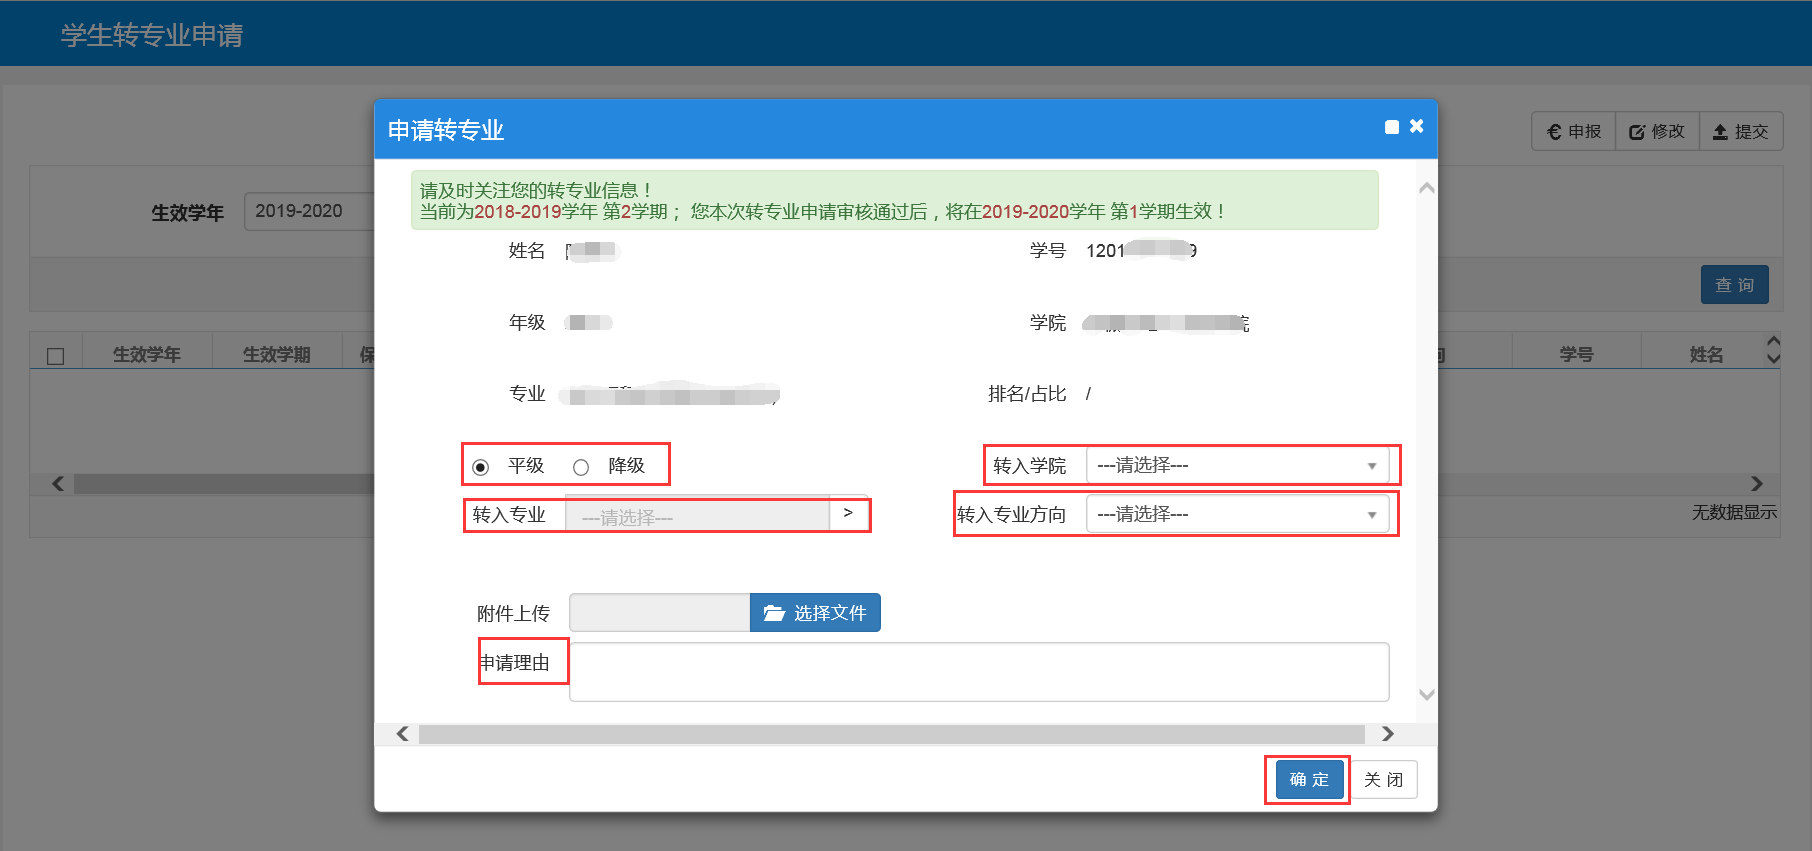 学生转专业申请
申报 修改 提交
生效学年 2019-2020
查 询
生效学年 生效学期 学号 姓名
无数据显示
申请转专业
请及时关注您的转专业信息！
当前为2018-2019学年 第2学期； 您本次转专业申请审核通过后，将在2019-2020学年 第1学期生效！
姓名 学号 1201
年级 学院
专业 排名/占比 /
平级 降级 转入学院 ---请选择---
转入专业 ---请选择--- > 转入专业方向 ---请选择---
附件上传 选择文件
申请理由
确 定 关 闭